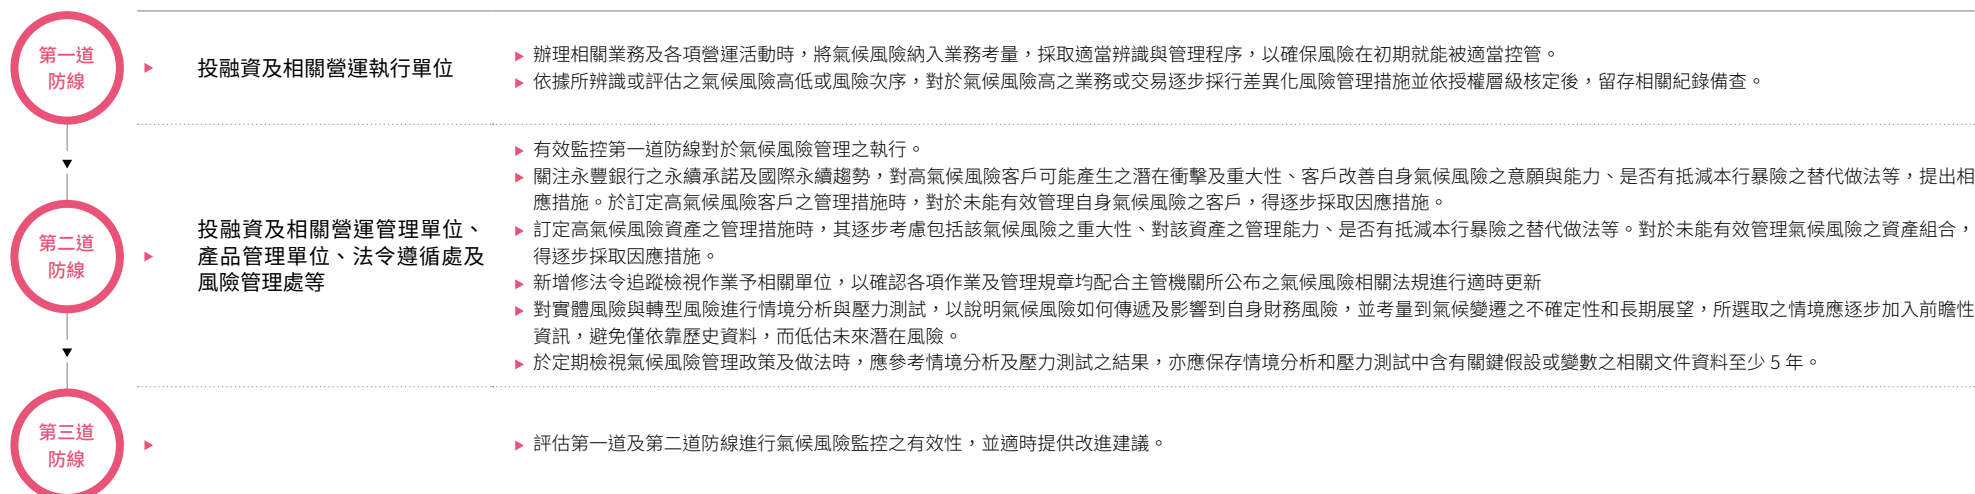 第一道
防線
投融資及相關營運執行單位
辦理相關業務及各項營運活動時，將氣候風險納入業務考量，採取適當辨識與管理程序，以確保風險在初期就能被適當控管。
依據所辨識或評估之氣候風險高低或風險次序，對於氣候風險高之業務或交易逐步採行差異化風險管理措施並依授權層級核定後，留存相關紀錄備查。
第二道
防線
投融資及相關營運管理單位、
產品管理單位、法令遵循處及
風險管理處等
有效監控第一道防線對於氣候風險管理之執行。
關注永豐銀行之永續承諾及國際永續趨勢，對高氣候風險客戶可能產生之潛在衝擊及重大性、客戶改善自身氣候風險之意願與能力、是否有抵減本行暴險之替代做法等，提出相
應措施。於訂定高氣候風險客戶之管理措施時，對於未能有效管理自身氣候風險之客戶，得逐步採取因應措施。
訂定高氣候風險資產之管理措施時，其逐步考慮包括該氣候風險之重大性、對該資產之管理能力、是否有抵減本行暴險之替代做法等。對於未能有效管理氣候風險之資產組合，
得逐步採取因應措施。
新增修法令追蹤檢視作業予相關單位，以確認各項作業及管理規章均配合主管機關所公布之氣候風險相關法規進行適時更新
對實體風險與轉型風險進行情境分析與壓力測試，以說明氣候風險如何傳遞及影響到自身財務風險，並考量到氣候變遷之不確定性和長期展望，所選取之情境應逐步加入前瞻性
資訊，避免僅依靠歷史資料，而低估未來潛在風險。
於定期檢視氣候風險管理政策及做法時，應參考情境分析及壓力測試之結果，亦應保存情境分析和壓力測試中含有關鍵假設或變數之相關文件資料至少 5 年。
第三道
防線
評估第一道及第二道防線進行氣候風險監控之有效性，並適時提供改進建議。